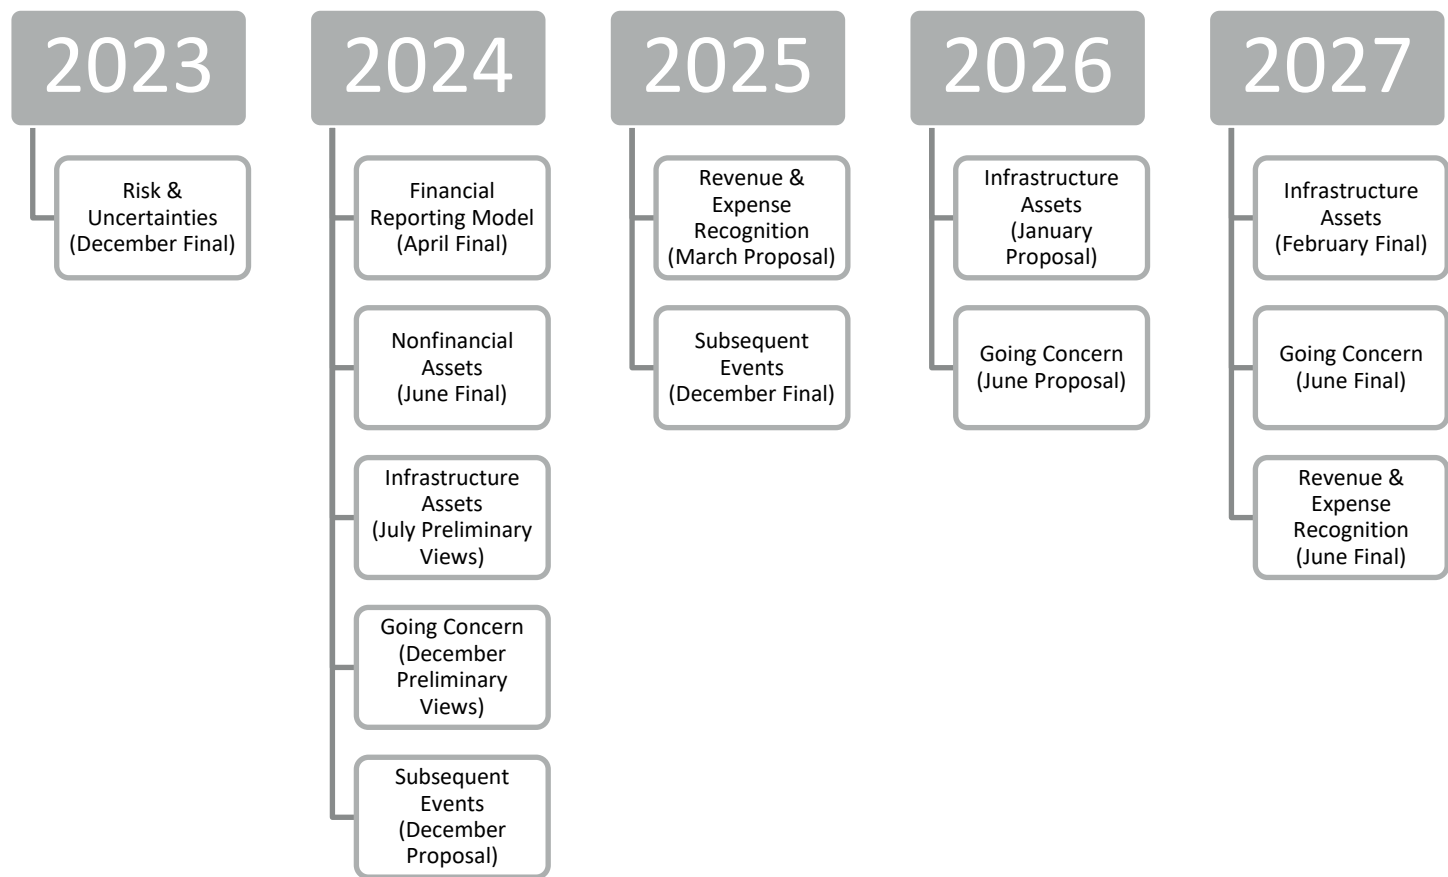 2023
Risk &
Uncertainties
(December Final)
2024
Financial
Reporting Model
(April Final)
Nonfinancial
Assets
(June Final)
Infrastructure
Assets
(July Preliminary
Views)
Going Concern
(December
Preliminary
Views)
Subsequent
Events
(December
Proposal)
2025
Revenue &
Expense
Recognition
(March Proposal)
Subsequent
Events
(December Final)
2026
Infrastructure
Assets
(January
Proposal)
Going Concern
(June Proposal)
2027
Infrastructure
Assets
(February Final)
Going Concern
(June Final)
Revenue &
Expense
Recognition
(June Final)